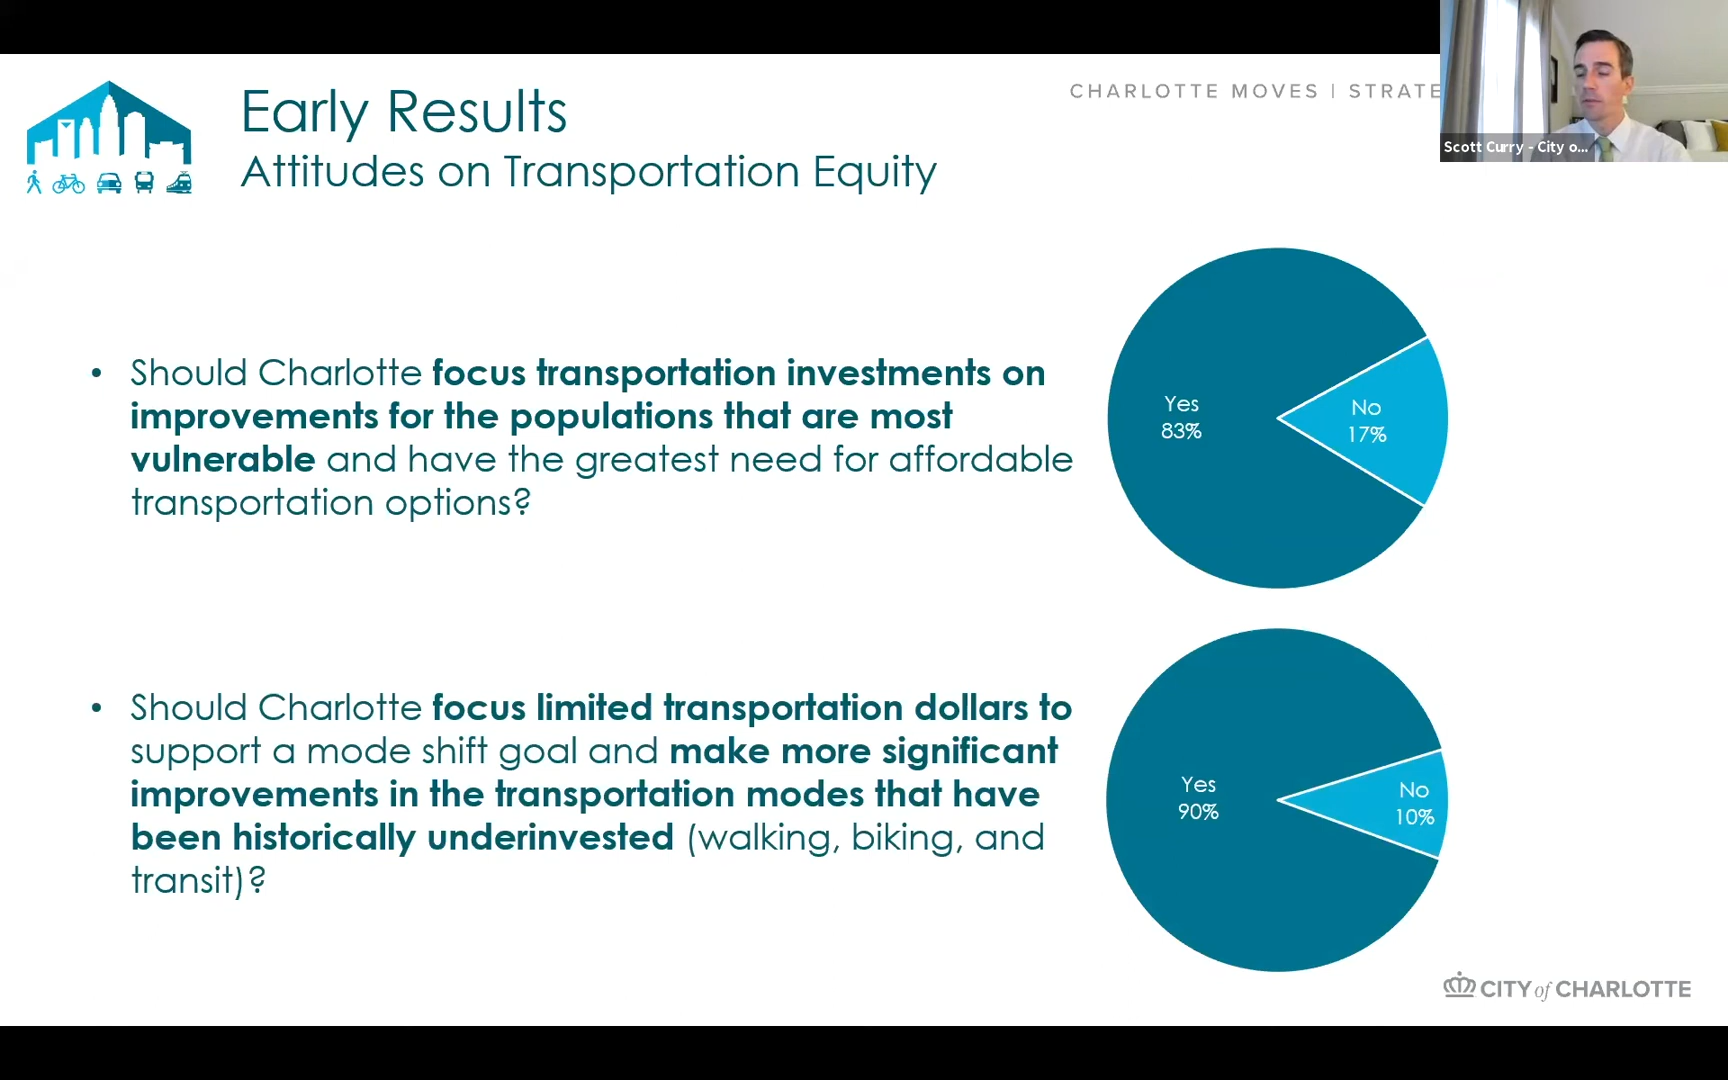 Early Results
Attitudes on Transportation Equity
CHARLOTTE MOVES | STRATE
Scott Curry - City o...
• Should Charlotte focus transportation investments on
improvements for the populations that are most
vulnerable and have the greatest need for affordable
transportation options?
Yes
83%
No
17%
• Should Charlotte focus limited transportation dollars to
support a mode shift goal and make more significant
improvements in the transportation modes that have
been historically underinvested (walking, biking, and
transit)?
Yes
90%
No
10%
CITY of CHARLOTTE